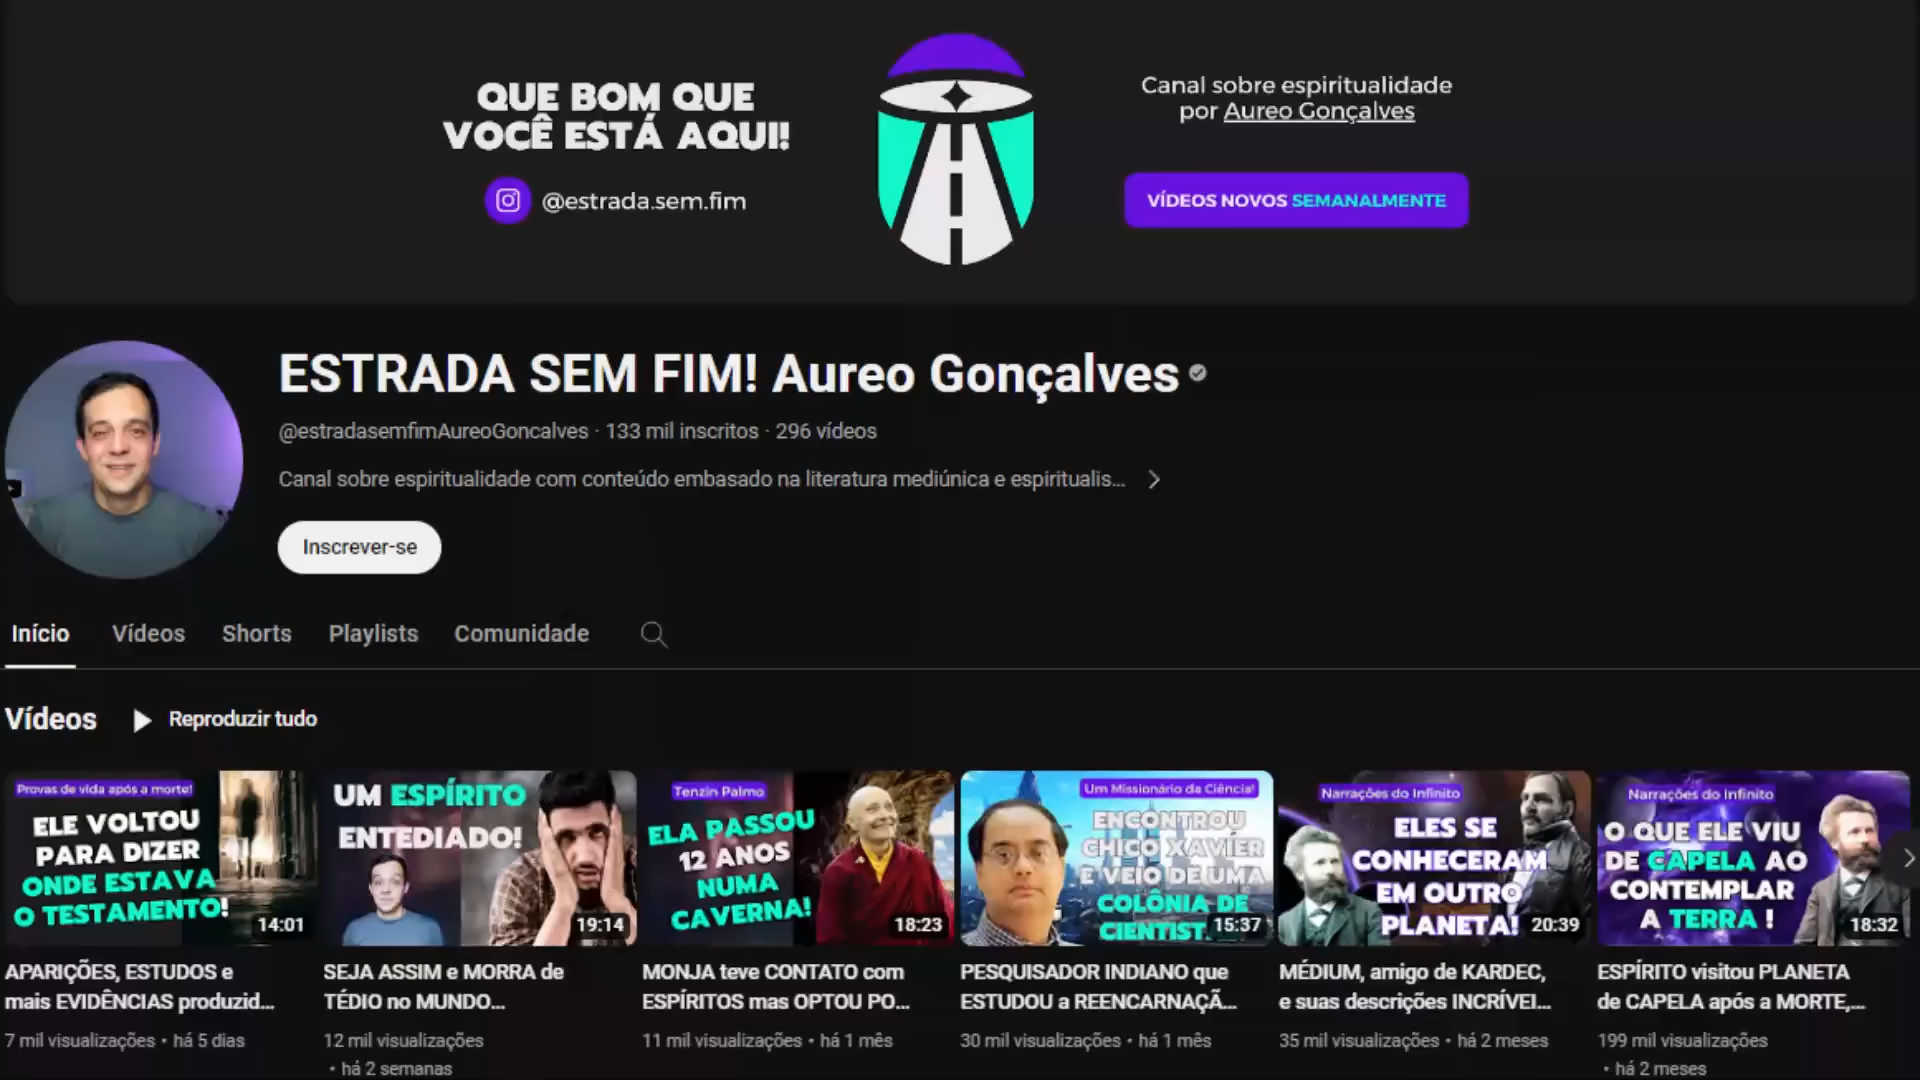 QUE BOM QUE
VOCÊ ESTÁ AQUI!
@estrada.sem.fim
Canal sobre espiritualidade
por Aureo Gonçalves
VÍDEOS NOVOS SEMANALMENTE
ESTRADA SEM FIM! Aureo Gonçalves
@estradasemfimAureoGoncalves · 133 mil inscritos · 296 vídeos
Canal sobre espiritualidade com conteúdo embasado na literatura mediúnica e espiritualis...
Inscrever-se
Início Vídeos Shorts Playlists Comunidade
Vídeos
Reproduzir tudo
Provas de vida após a morte!
ELE VOLTOU
PARA DIZER
ONDE ESTAVA
O TESTAMENTO!
14:01
APARIÇÕES, ESTUDOS e
mais EVIDÊNCIAS produzid...
7 mil visualizações • há 5 dias
UM ESPÍRITO
ENTEDIADO!
19:14
SEJA ASSIM e MORRA de
TÉDIO no MUNDO...
12 mil visualizações
• há 2 semanas
Tenzin Palmo
ELA PASSOU
12 ANOS
NUMA
CAVERNA!
18:23
MONJA teve CONTATO com
ESPÍRITOS mas OPTOU PO...
11 mil visualizações • há 1 mês
Um Missionário da Ciência!
ENCONTROU
CHICO XAVIER
E VEIO DE UMA
COLÔNIA DE
CIENTIST
15:37
PESQUISADOR INDIANO que
ESTUDOU a REENCARNAÇÃ...
30 mil visualizações • há 1 mês
Narrações do Infinito
ELES SE
CONHECERAM
EM OUTRO
PLANETA!
20:39
MÉDIUM, amigo de KARDEC,
e suas descrições INCRÍVEI...
35 mil visualizações • há 2 meses
Narrações do Infinito
O QUE ELE VIU
DE CAPELA AO
CONTEMPLAR
A TERRA !
18:32
ESPÍRITO visitou PLANETA
de CAPELA após a MORTE,...
199 mil visualizações
• há 2 meses